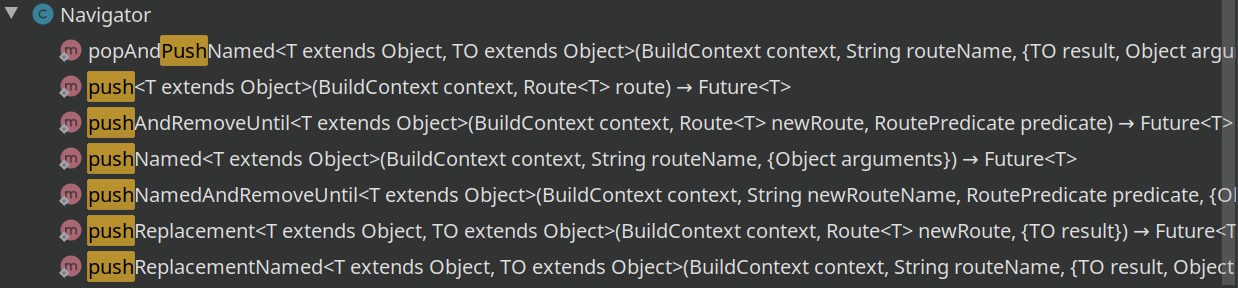 Navigator
popAndPushNamed<T extends Object, TO extends Object>(BuildContext context, String routeName, {TO result, Object argu
push<T extends Object>(BuildContext context, Route<T> route) → Future<T>
pushAndRemoveUntil<T extends Object>(BuildContext context, Route<T> newRoute, RoutePredicate predicate) → Future<T>
pushNamed<T extends Object>(BuildContext context, String routeName, {Object arguments}) → Future<T>
pushNamedAndRemoveUntil<T extends Object>(BuildContext context, String newRouteName, RoutePredicate predicate, {Ol
pushReplacement<T extends Object, TO extends Object>(BuildContext context, Route<T> newRoute, {TO result}) → Future<T
pushReplacementNamed<T extends Object, TO extends Object>(BuildContext context, String routeName, {TO result, Object